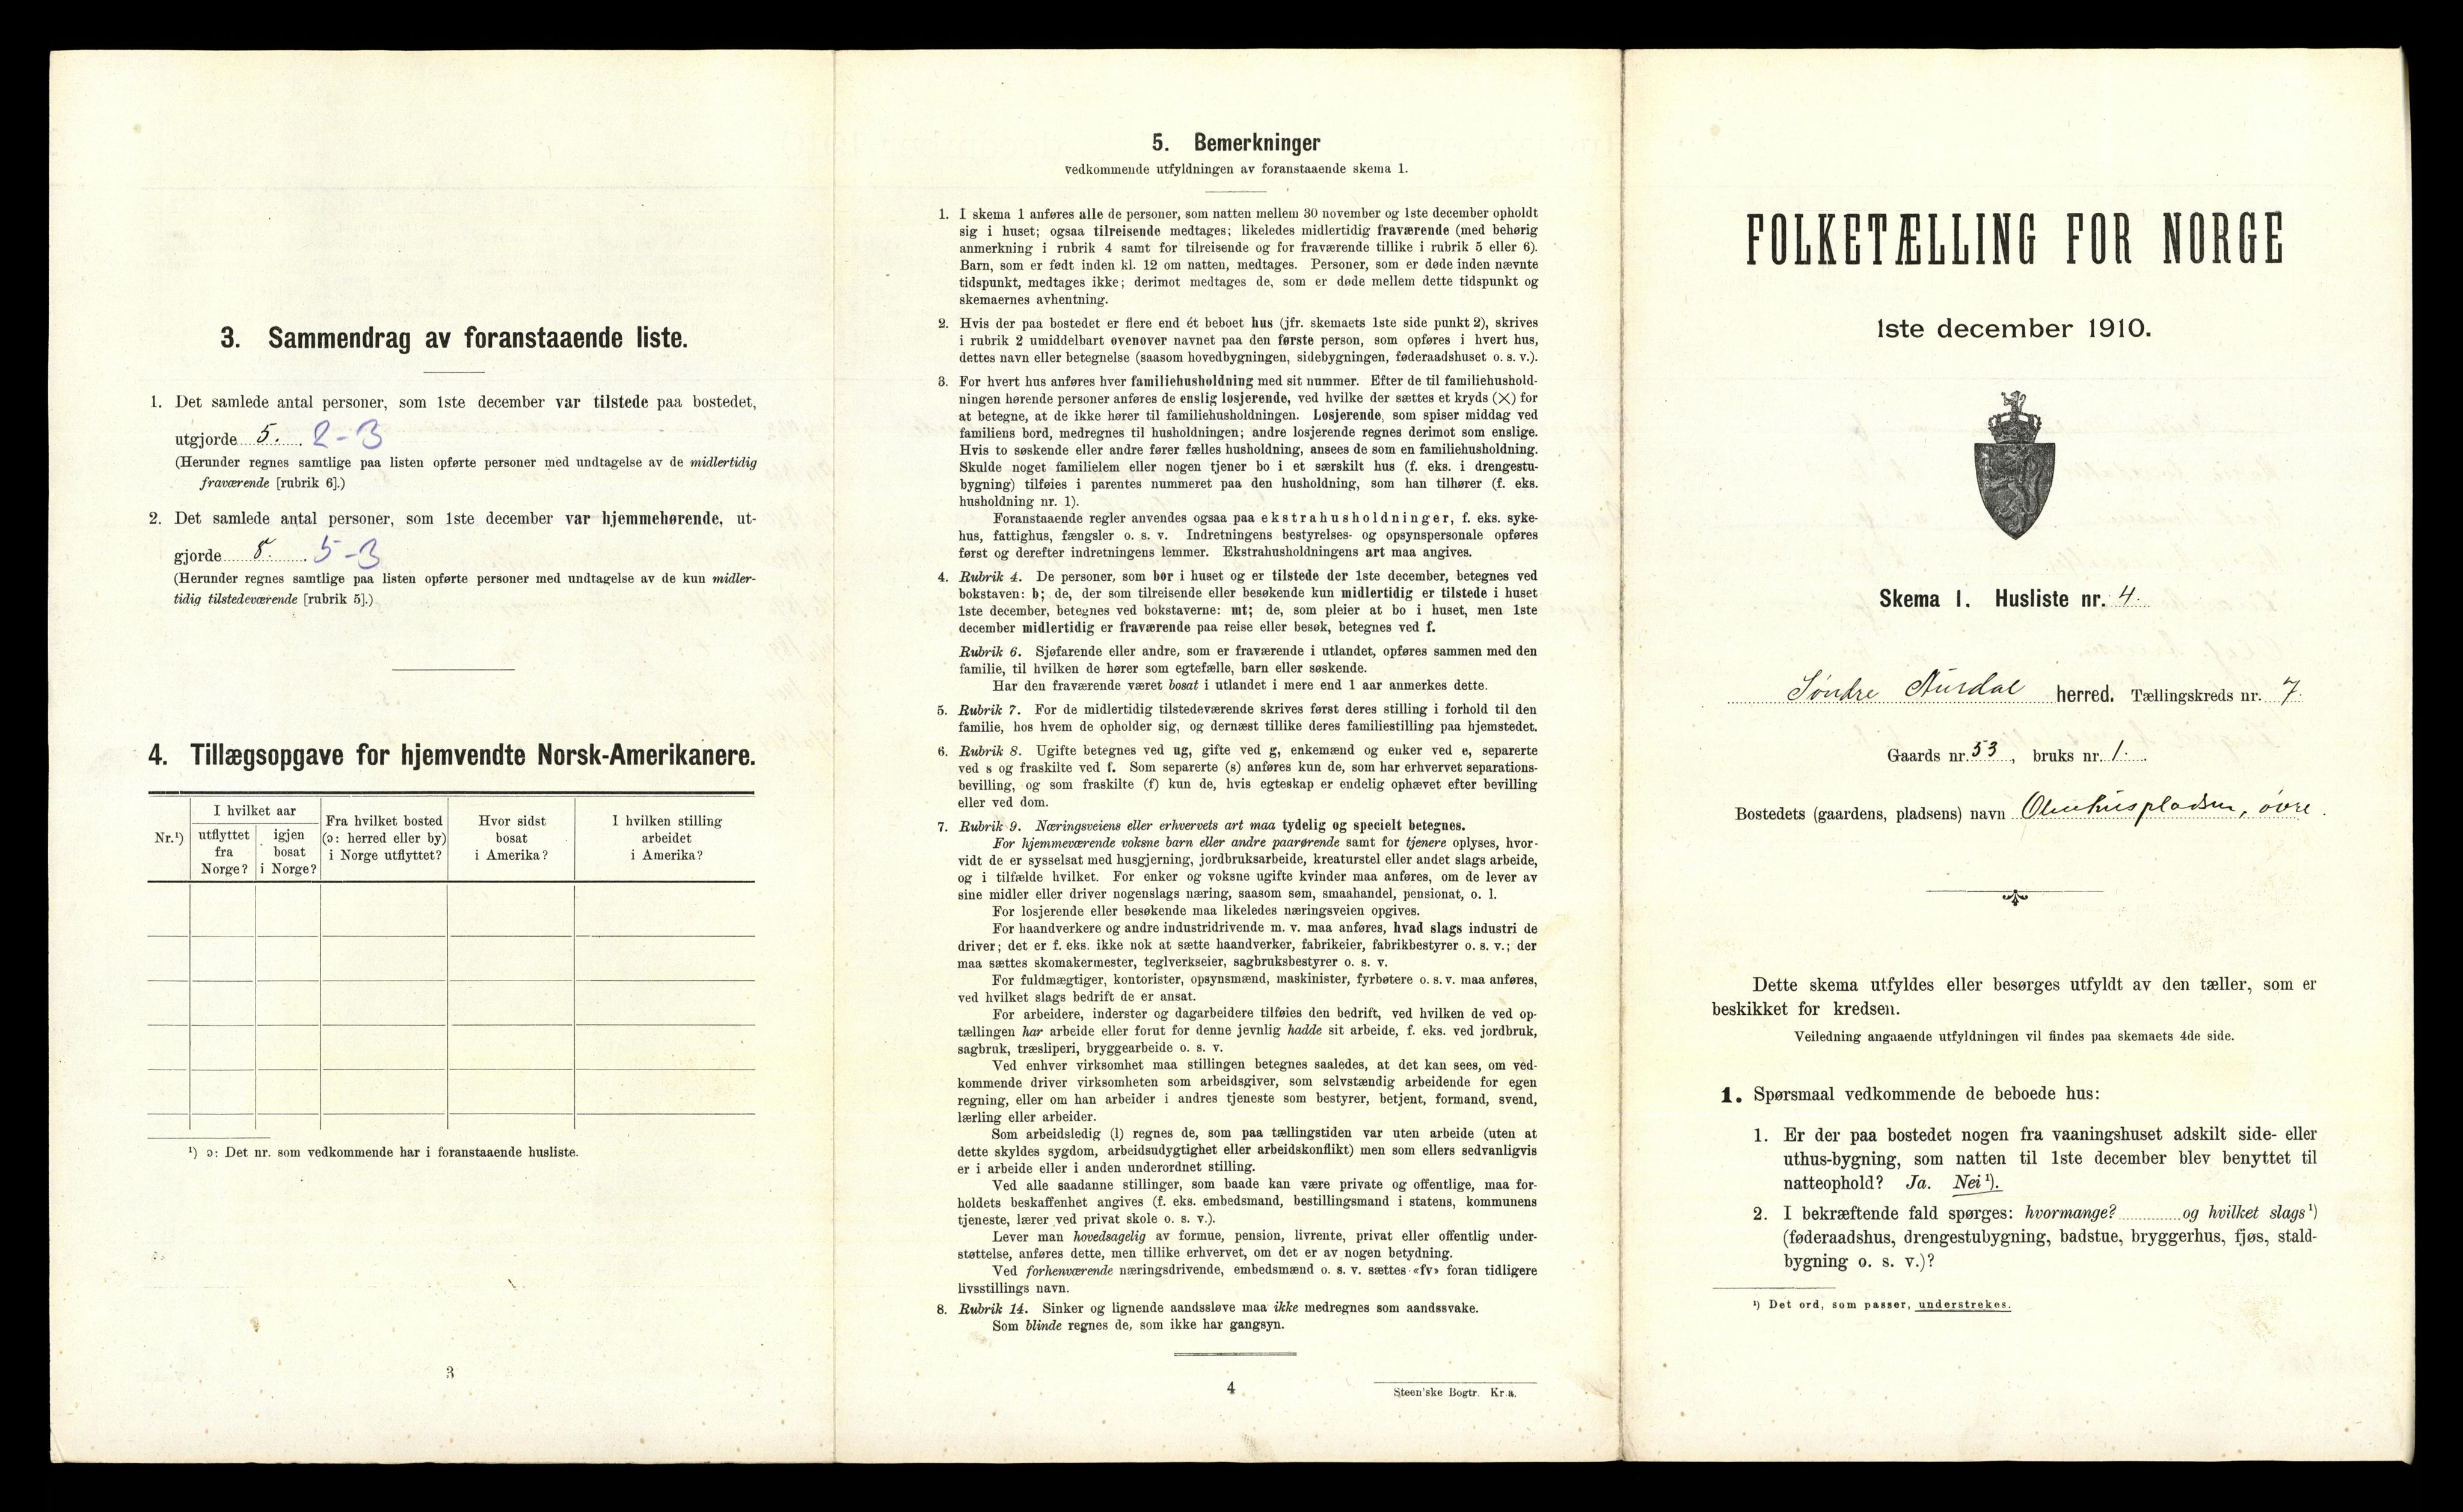 3. Sammendrag av foranstaaende liste.
1. Det samlede antal personer, som 1ste december var tilstede paa bostedet,
utgjorde 5. 2-3
(Herunder regnes samtlige paa listen opførte personer med undtagelse av de midlertidig
fraværende [rubrik 6].)
2. Det samlede antal personer, som 1ste december var hjemmehørende, ut-
gjorde 8. 5-3
(Herunder regnes samtlige paa listen opførte personer med undtagelse av de kun midler-
tidig tilstedeværende [rubrik 5].)
4. Tillægsopgave for hjemvendte Norsk-Amerikanere.
Nr.¹)
I hvilket aar
utflyttet
fra
Norge?
igjen
bosat
i Norge?
Fra hvilket bosted
(ɔ: herred eller by)
i Norge utflyttet?
Hvor sidst
bosat
i Amerika?
I hvilken stilling
arbeidet
i Amerika?
¹) ɔ: Det nr. som vedkommende har i foranstaaende husliste.
3
5. Bemerkninger
vedkommende utfyldningen av foranstaaende skema 1.
1. I skema 1 anføres alle de personer, som natten mellem 30 november og 1ste december opholdt
sig i huset; ogsaa tilreisende medtages; likeledes midlertidig fraværende (med behørig
anmerkning i rubrik 4 samt for tilreisende og for fraværende tillike i rubrik 5 eller 6).
Barn, som er født inden kl. 12 om natten, medtages. Personer, som er døde inden nævnte
tidspunkt, medtages ikke; derimot medtages de, som er døde mellem dette tidspunkt og
skemaernes avhentning.
2. Hvis der paa bostedet er flere end ét beboet hus (jfr. skemaets 1ste side punkt 2), skrives
i rubrik 2 umiddelbart ovenover navnet paa den første person, som opføres i hvert hus,
dettes navn eller betegnelse (saasom hovedbygningen, sidebygningen, føderaadshuset o. s. v.).
3. For hvert hus anføres hver familiehusholdning med sit nummer. Efter de til familiehushold-
ningen hørende personer anføres de enslig losjerende, ved hvilke der sættes et kryds (×) for
at betegne, at de ikke hører til familiehusholdningen. Losjerende, som spiser middag ved
familiens bord, medregnes til husholdningen; andre losjerende regnes derimot som enslige.
Hvis to søskende eller andre fører fælles husholdning, ansees de som en familiehusholdning.
Skulde noget familielem eller nogen tjener bo i et særskilt hus (f. eks. i drengestu-
bygning) tilføies i parentes nummeret paa den husholdning, som han tilhører (f. eks.
husholdning nr. 1).
Foranstaaende regler anvendes ogsaa paa ekstrahusholdninger, f. eks. syke-
hus, fattighus, fængsler o. s. v. Indretningens bestyrelses- og opsynspersonale opføres
først og derefter indretningens lemmer. Ekstrahusholdningens art maa angives.
4. Rubrik 4. De personer, som bor i huset og er tilstede der 1ste december, betegnes ved
bokstaven: b; de, der som tilreisende eller besøkende kun midlertidig er tilstede i huset
1ste december, betegnes ved bokstaverne: mt; de, som pleier at bo i huset, men 1ste
december midlertidig er fraværende paa reise eller besøk, betegnes ved f.
Rubrik 6. Sjøfarende eller andre, som er fraværende i utlandet, opføres sammen med den
familie, til hvilken de hører som egtefælle, barn eller søskende.
Har den fraværende været bosat i utlandet i mere end 1 aar anmerkes dette.
5. Rubrik 7. For de midlertidig tilstedeværende skrives først deres stilling i forhold til den
familie, hos hvem de opholder sig, og dernæst tillike deres familiestilling paa hjemstedet.
6. Rubrik 8. Ugifte betegnes ved ug, gifte ved g, enkemænd og enker ved e, separerte
ved s og fraskilte ved f. Som separerte (s) anføres kun de, som har erhvervet separations-
bevilling, og som fraskilte (f) kun de, hvis egteskap er endelig ophævet efter bevilling
eller ved dom.
7. Rubrik 9. Næringsveiens eller erhvervets art maa tydelig og specielt betegnes.
For hjemmeværende voksne barn eller andre paarørende samt for tjenere oplyses, hvor-
vidt de er sysselsat med husgjerning, jordbruksarbeide, kreaturstel eller andet slags arbeide,
og i tilfælde hvilket. For enker og voksne ugifte kvinder maa anføres, om de lever av
sine midler eller driver nogenslags næring, saasom søm, smaahandel, pensionat, o. l.
For losjerende eller besøkende maa likeledes næringsveien opgives.
For haandverkere og andre industridrivende m. v. maa anføres, hvad slags industri de
driver; det er f. eks. ikke nok at sætte haandverker, fabrikeier, fabrikbestyrer o. s. v.; der
maa sættes skomakermester, teglverkseier, sagbruksbestyrer o. s. v.
For fuldmægtiger, kontorister, opsynsmænd, maskinister, fyrbøtere o. s. v. maa anføres,
ved hvilket slags bedrift de er ansat.
For arbeidere, inderster og dagarbeidere tilføies den bedrift, ved hvilken de ved op-
tællingen har arbeide eller forut for denne jevnlig hadde sit arbeide, f. eks. ved jordbruk,
sagbruk, træsliperi, bryggearbeide o. s. v.
Ved enhver virksomhet maa stillingen betegnes saaledes, at det kan sees, om ved-
kommende driver virksomheten som arbeidsgiver, som selvstændig arbeidende for egen
regning, eller om han arbeider i andres tjeneste som bestyrer, betjent, formand, svend,
lærling eller arbeider.
Som arbeidsledig (l) regnes de, som paa tællingstiden var uten arbeide (uten at
dette skyldes sygdom, arbeidsudygtighet eller arbeidskonflikt) men som ellers sedvanligvis
er i arbeide eller i anden underordnet stilling.
Ved alle saadanne stillinger, som baade kan være private og offentlige, maa for-
holdets beskaffenhet angives (f. eks. embedsmand, bestillingsmand i statens, kommunens
tjeneste, lærer ved privat skole o. s. v.).
Lever man hovedsagelig av formue, pension, livrente, privat eller offentlig under-
støttelse, anføres dette, men tillike erhvervet, om det er av nogen betydning.
Ved forhenværende næringsdrivende, embedsmænd o. s. v. sættes «fv» foran tidligere
livsstillings navn.
8. Rubrik 14. Sinker og lignende aandssløve maa ikke medregnes som aandssvake.
Som blinde regnes de, som ikke har gangsyn.
4
Steen'ske Bogtr. Kr.a.
FOLKETÆLLING FOR NORGE
1ste december 1910.
Skema 1. Husliste nr. 4.
Søndre Aurdal herred. Tællingskreds nr. 7.
Gaards nr. 53, bruks nr. 1.
Bostedets (gaardens, pladsens) navn Olmhuspladsen, øvre.
Dette skema utfyldes eller besørges utfyldt av den tæller, som er
beskikket for kredsen.
Veiledning angaaende utfyldningen vil findes paa skemaets 4de side.
1. Spørsmaal vedkommende de beboede hus:
1. Er der paa bostedet nogen fra vaaningshuset adskilt side- eller
uthus-bygning, som natten til 1ste december blev benyttet til
natteophold? Ja. Nei¹).
2. I bekræftende fald spørges: hvormange? og hvilket slags¹)
(føderaadshus, drengestubygning, badstue, bryggerhus, fjøs, stald-
bygning o. s. v.)?
¹) Det ord, som passer, understrekes.